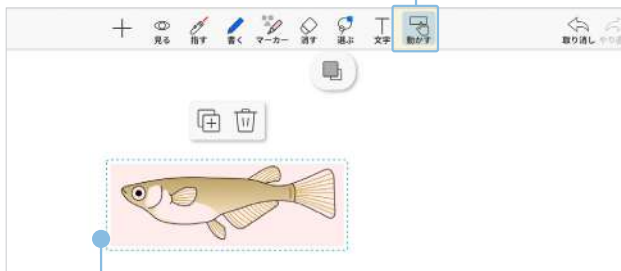 見る 指す 書く マーカー 消す 選ぶ 文字 動かす 取り消し